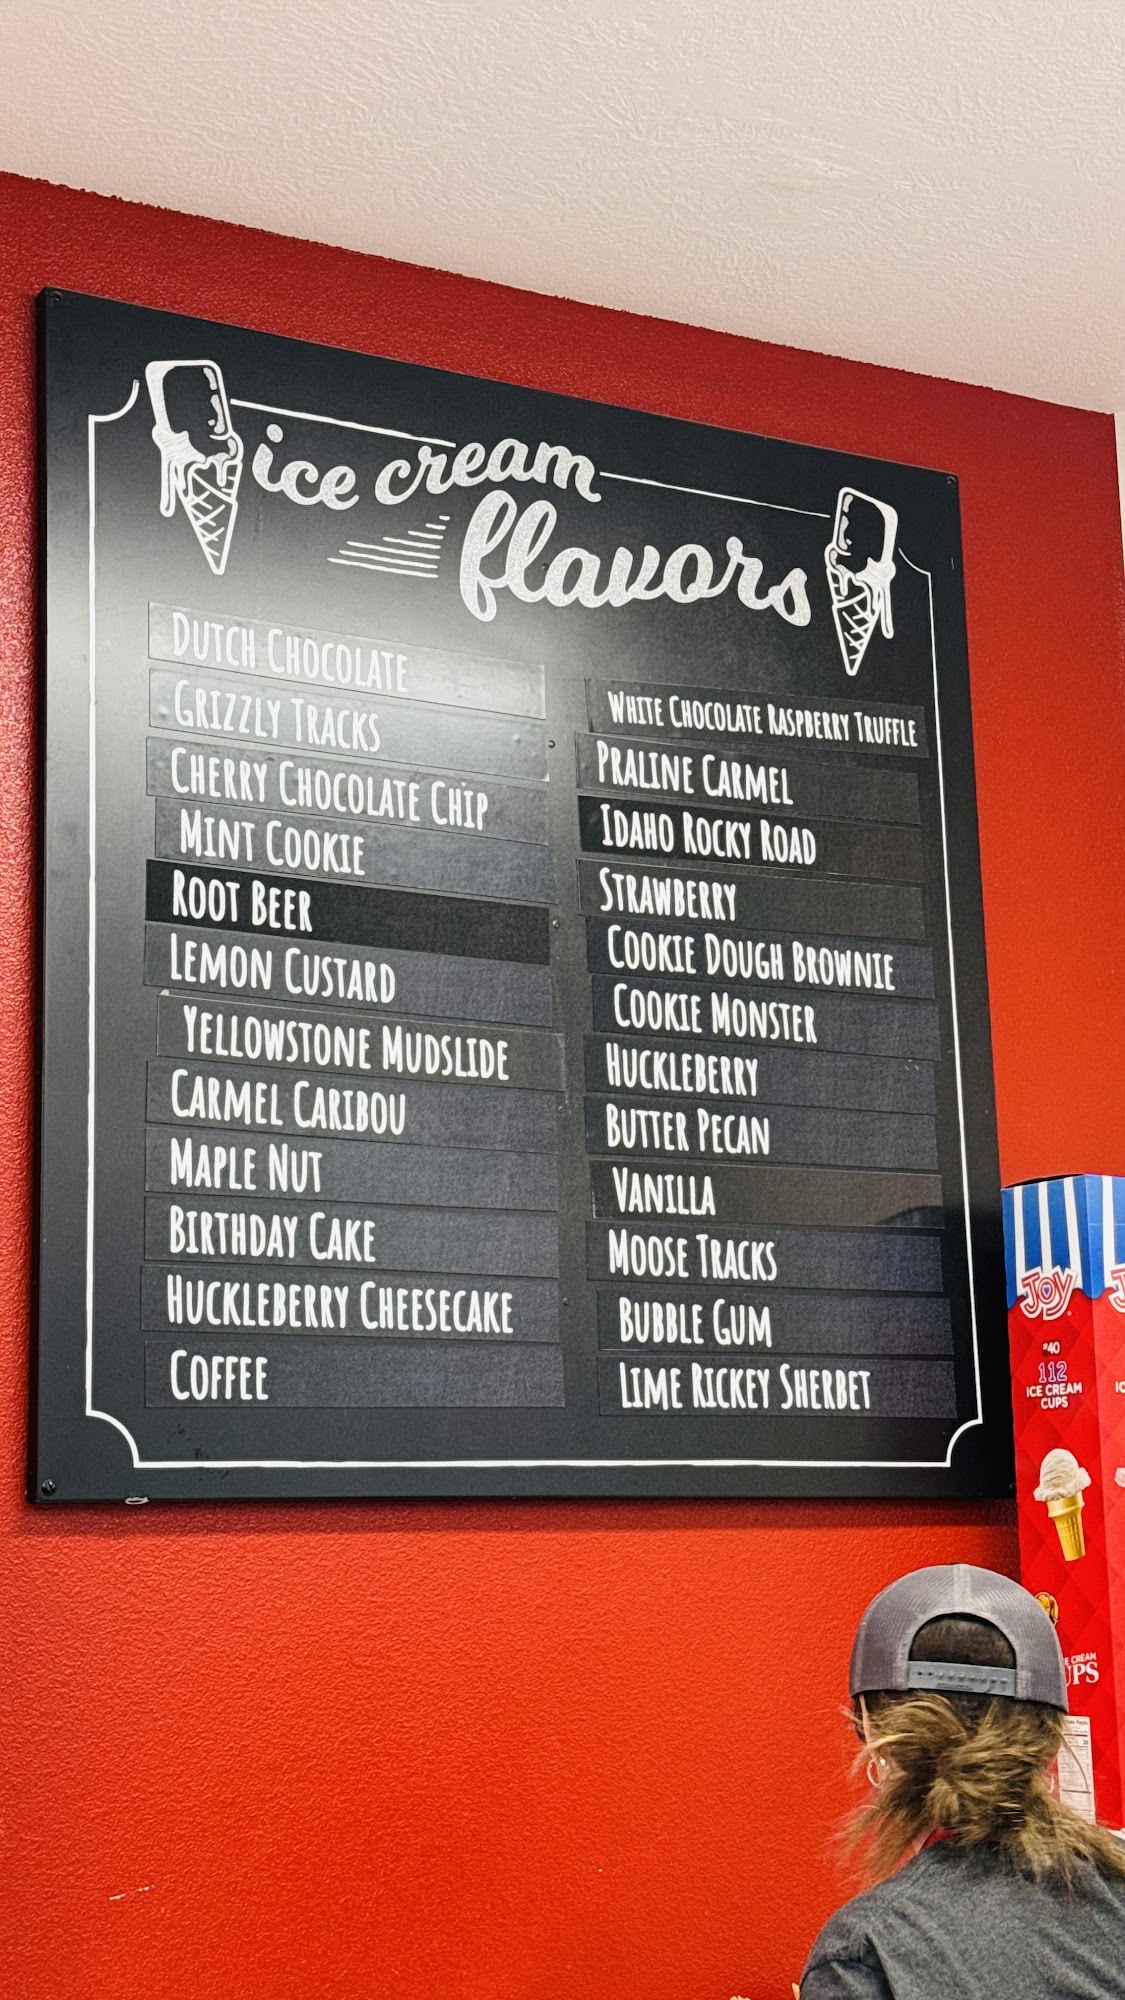 ice cream
flavors
DUTCH CHOCOLATE
GRIZZLY TRACKS
CHERRY CHOCOLATE CHIP
MINT COOKIE
ROOT BEER
LEMON CUSTARD
YELLOWSTONE MUDSLIDE
CARMEL CARIBOU
MAPLE NUT
BIRTHDAY CAKE
HUCKLEBERRY CHEESECAKE
COFFEE
WHITE CHOCOLATE RASPBERRY TRUFFLE
PRALINE CARMEL
IDAHO ROCKY ROAD
STRAWBERRY
COOKIE DOUGH BROWNIE
COOKIE MONSTER
HUCKLEBERRY
BUTTER PECAN
VANILLA
MOOSE TRACKS
BUBBLE GUM
LIME RICKEY SHERBET
JOY
#40
112
ICE CREAM
CUPS